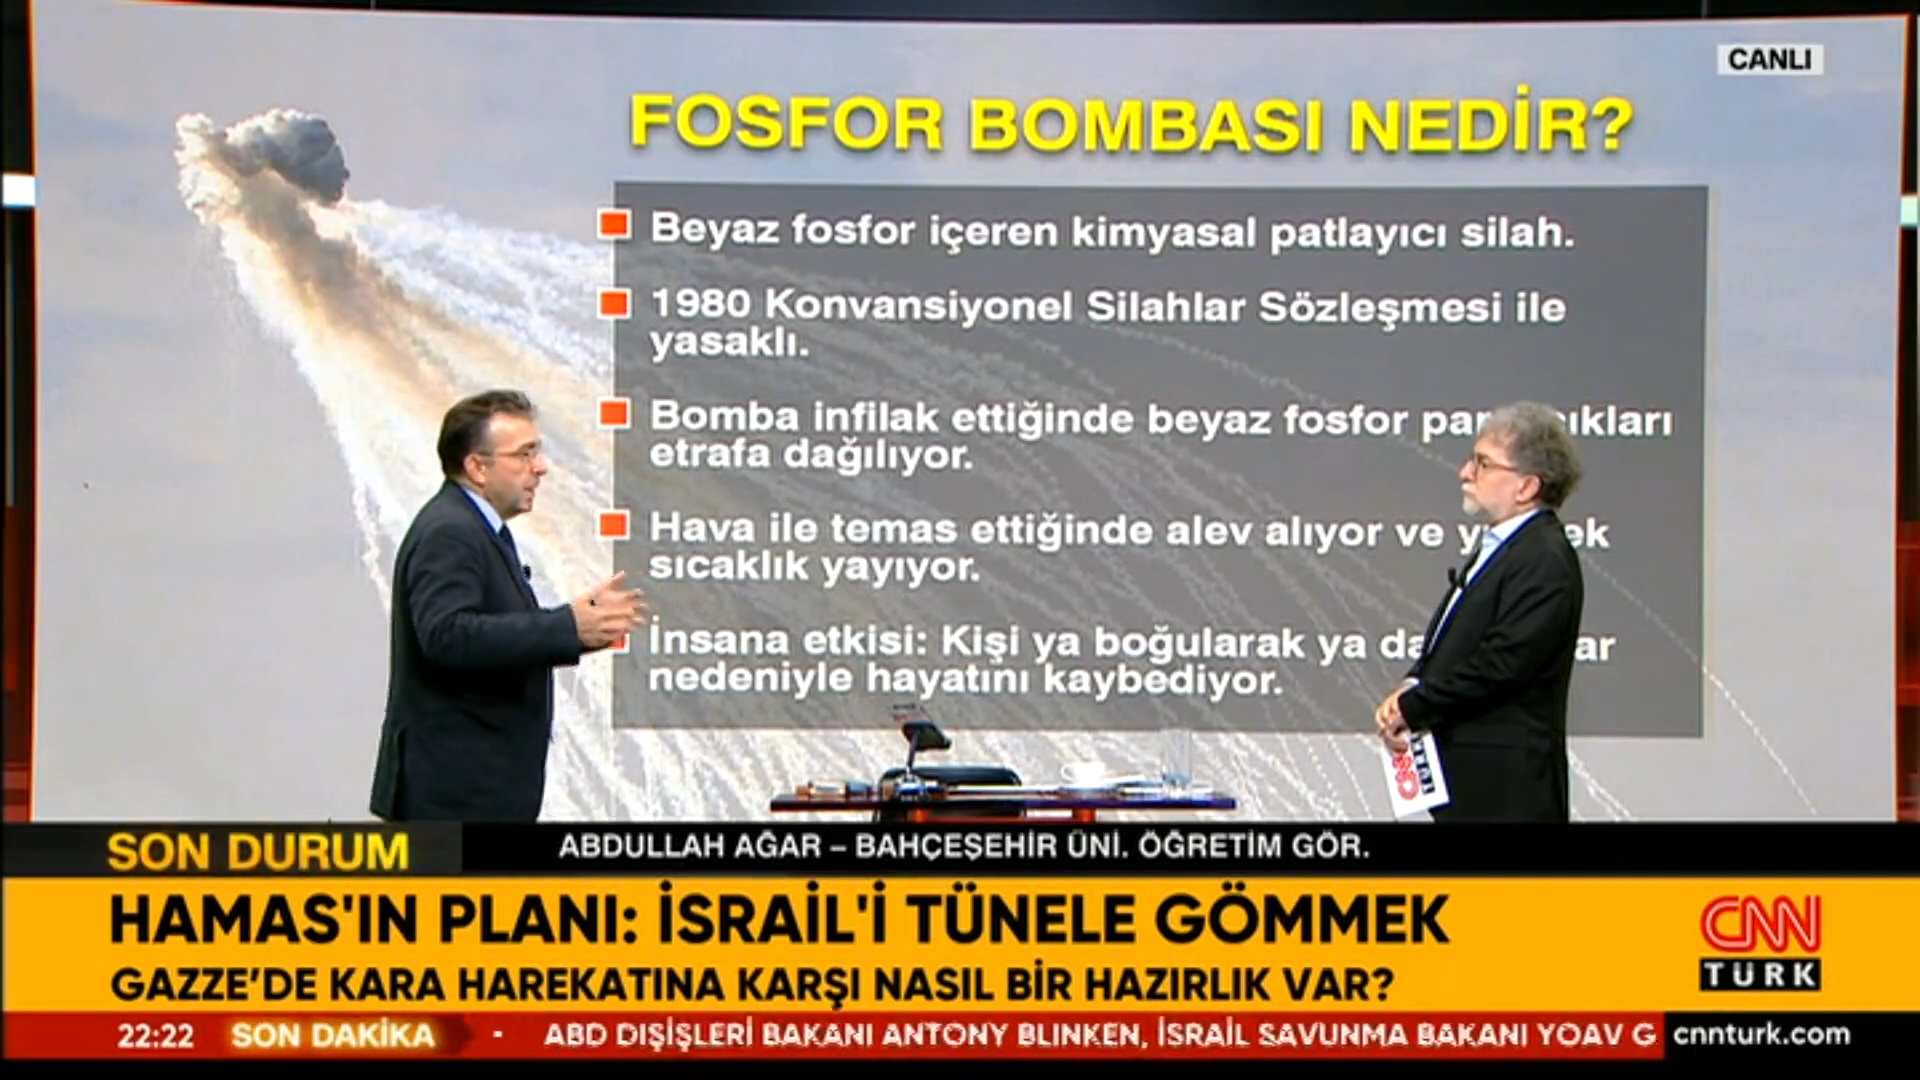 CANLI
FOSFOR BOMBASI NEDİR?
Beyaz fosfor içeren kimyasal patlayıcı silah.
1980 Konvansiyonel Silahlar Sözleşmesi ile
yasaklı.
Bomba infilak ettiğinde beyaz fosfor
etrafa dağılıyor.
Hava ile temas ettiğinde alev alıyor ve
sıcaklık yayıyor.
İnsana etkisi: Kişi ya boğularak ya da
nedeniyle hayatını kaybediyor.
SON DURUM
ABDULLAH AĞAR – BAHÇEŞEHİR ÜNİ. ÖĞRETİM GÖR.
HAMAS'IN PLANI: İSRAİL'İ TÜNELE GÖMMEK
GAZZE’DE KARA HAREKATINA KARŞI NASIL BİR HAZIRLIK VAR?
CNN
TÜRK
22:22 SON DAKİKA - ABD DIŞİŞLERİ BAKANI ANTONY BLINKEN, İSRAİL SAVUNMA BAKANI YOAV G
cnnturk.com